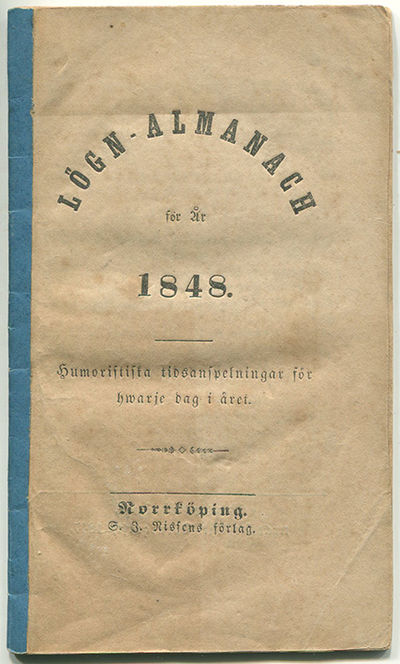 LÖGN-ALMANACH
för År
1848.
Humoristiska tidsanspelningar för
hwarje dag i året.
Norrköping.
S. J. Nissens förlag.